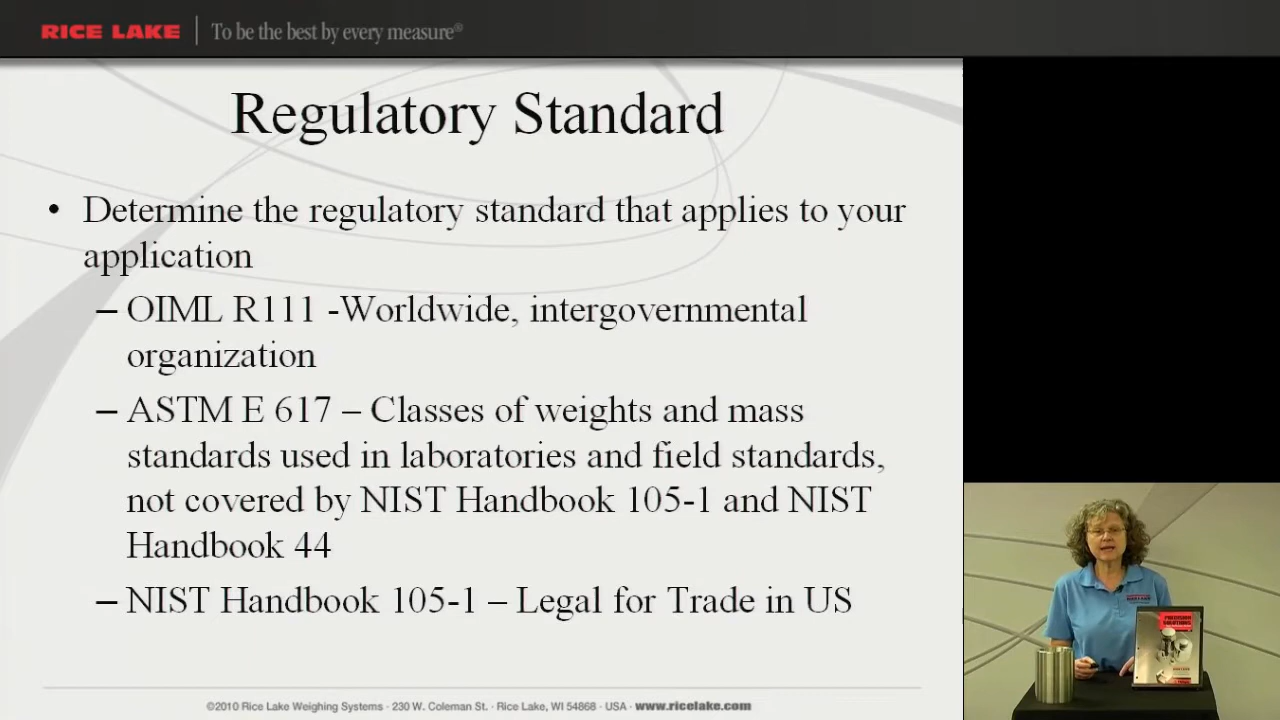 RICE LAKE | To be the best by every measure®
Regulatory Standard
• Determine the regulatory standard that applies to your
application
– OIML R111 -Worldwide, intergovernmental
organization
– ASTM E 617 – Classes of weights and mass
standards used in laboratories and field standards,
not covered by NIST Handbook 105-1 and NIST
Handbook 44
– NIST Handbook 105-1 – Legal for Trade in US
©2010 Rice Lake Weighing Systems · 230 W. Coleman St. · Rice Lake, WI 54868 · USA · www.ricelake.com
PRECISION
SOLUTIONS